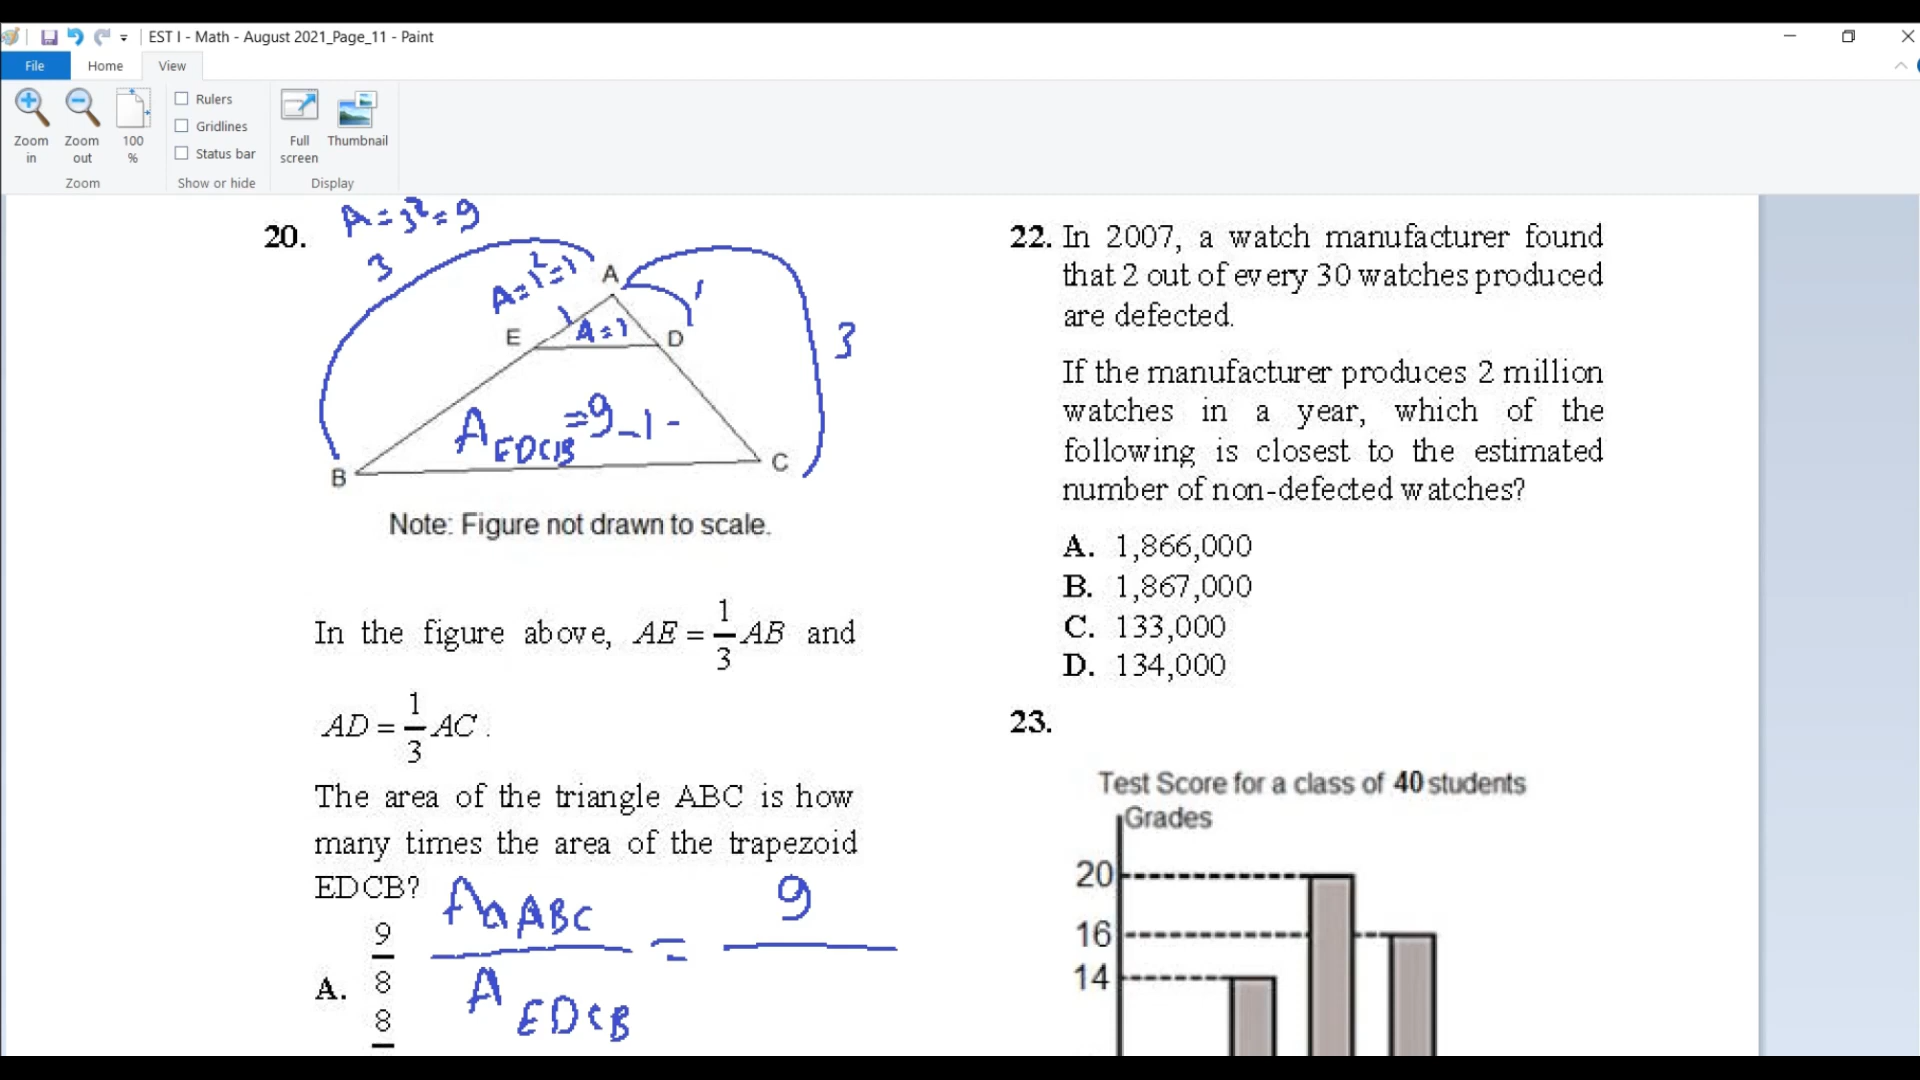 EST I - Math - August 2021_Page_11 - Paint
File Home View
Zoom in
Zoom out
100 %
Rulers
Gridlines
Status bar
Full screen
Thumbnail
Zoom
Show or hide
Display
20.
A=3²=9
3
A=1²=1
A
1
1
3
E
A=1
D
A EDCB =9-1-
B
C
Note: Figure not drawn to scale.
In the figure above, AE = 1/3 AB and
AD = 1/3 AC.
The area of the triangle ABC is how
many times the area of the trapezoid
EDCB?
A ABC / A EDCB = 9
A. 9/8
8
22. In 2007, a watch manufacturer found
that 2 out of every 30 watches produced
are defected.
If the manufacturer produces 2 million
watches in a year, which of the
following is closest to the estimated
number of non-defected watches?
A. 1,866,000
B. 1,867,000
C. 133,000
D. 134,000
23.
Test Score for a class of 40 students
Grades
20
16
14